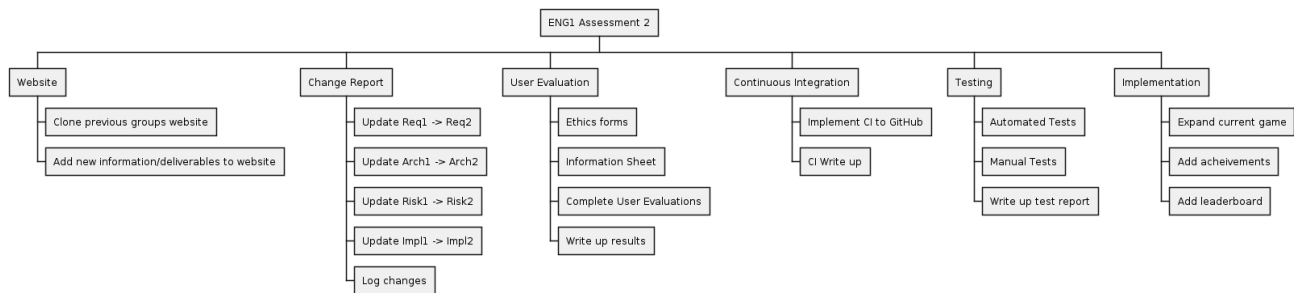 ENG1 Assessment 2
Website
Clone previous groups website
Add new information/deliverables to website
Change Report
Update Req1 -> Req2
Update Arch1 -> Arch2
Update Risk1 -> Risk2
Update Impl1 -> Impl2
Log changes
User Evaluation
Ethics forms
Information Sheet
Complete User Evaluations
Write up results
Continuous Integration
Implement CI to GitHub
CI Write up
Testing
Automated Tests
Manual Tests
Write up test report
Implementation
Expand current game
Add acheivements
Add leaderboard